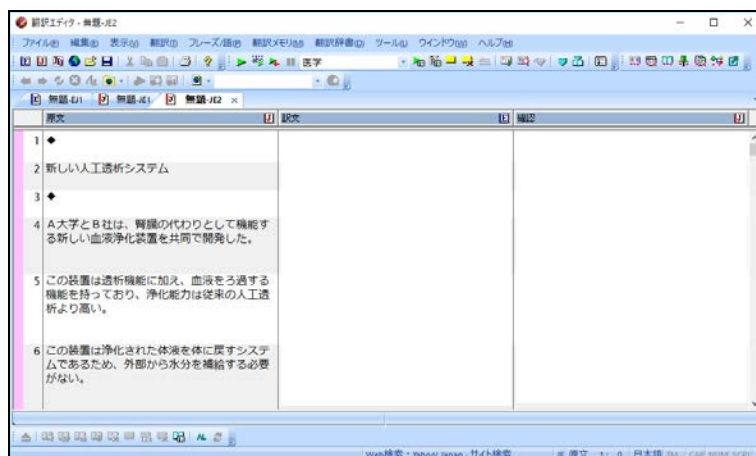 翻訳エディタ - 無題-JE2
ファイル(F) 編集(E) 表示(V) 翻訳(T) フレーズ/語(P) 翻訳メモリ(M) 翻訳辞書(D) ツール(L) ウインドウ(W) ヘルプ(H)
医学
無題-EJ1 無題-JE1 無題-JE2 ×
原文 訳文 確認
1 ◆
2 新しい人工透析システム
3 ◆
4 A大学とB社は、腎臓の代わりとして機能す
る新しい血液浄化装置を共同で開発した。
5 この装置は透析機能に加え、血液をろ過する
機能を持っており、浄化能力は従来の人工透
析より高い。
6 この装置は浄化された体液を体に戻すシステ
ムであるため、外部から水分を補給する必要
がない。
Web検索:Yahoo! Japan - サイト検索 原文 1: 0 日本語 TM CAP NUM SCRL